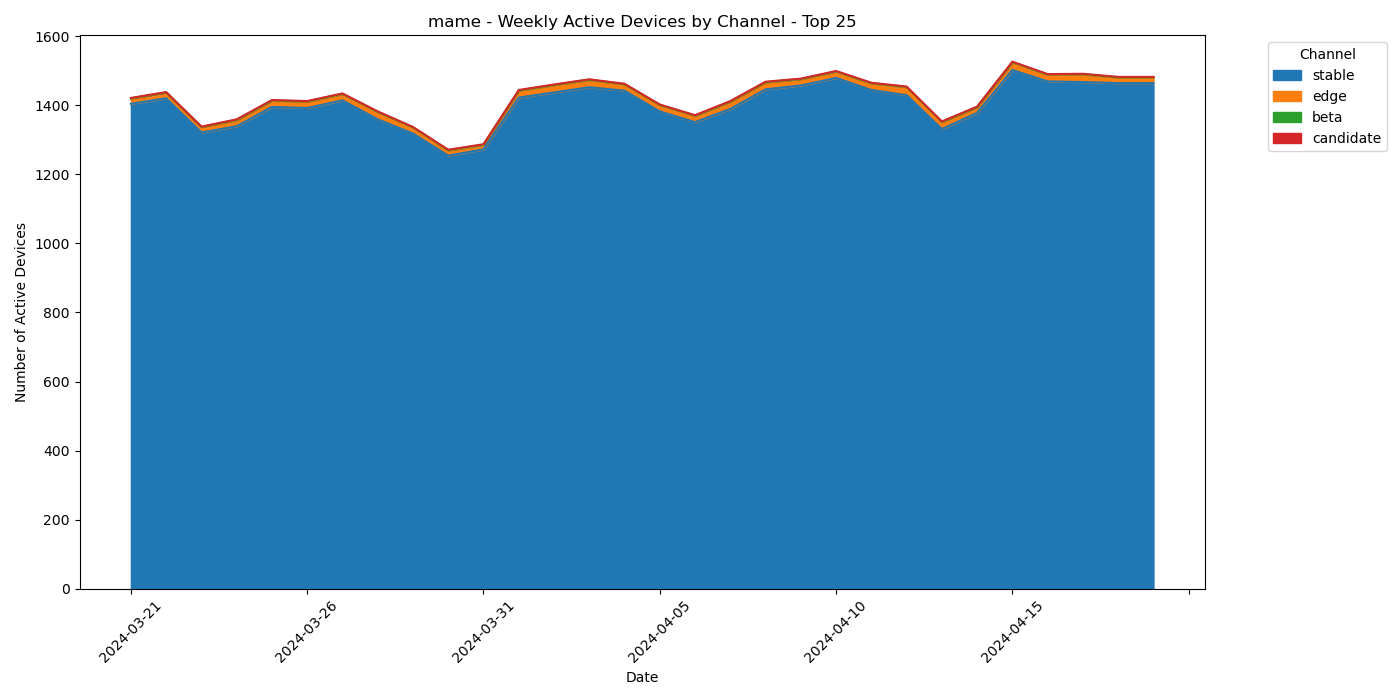 mame - Weekly Active Devices by Channel - Top 25
1600
1400
1200
1000
800
600
400
200
0
Number of Active Devices
2024-03-21
2024-03-26
2024-03-31
2024-04-05
2024-04-10
2024-04-15
Date
Channel
stable
edge
beta
candidate